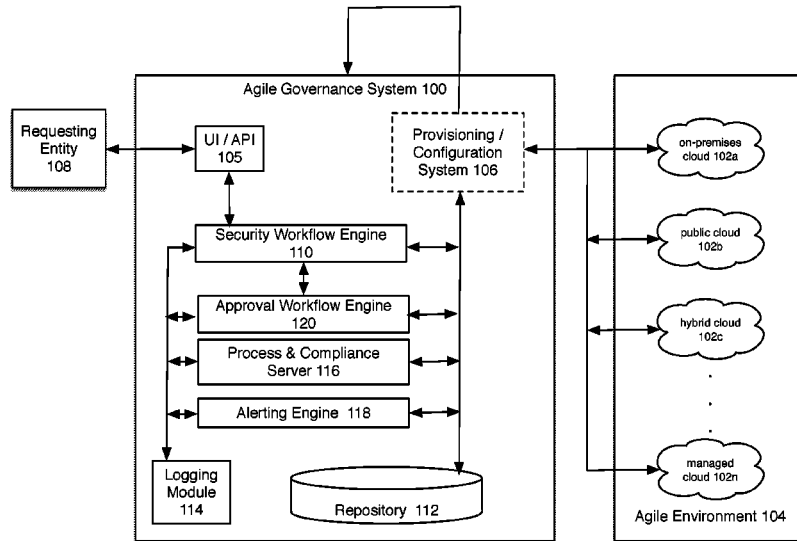 Agile Governance System 100
Requesting
Entity
108
UI / API
105
Provisioning /
Configuration
System 106
on-premises
cloud 102a
public cloud
102b
hybrid cloud
102c
managed
cloud 102n
Agile Environment 104
Security Workflow Engine
110
Approval Workflow Engine
120
Process & Compliance
Server 116
Alerting Engine 118
Logging
Module
114
Repository 112